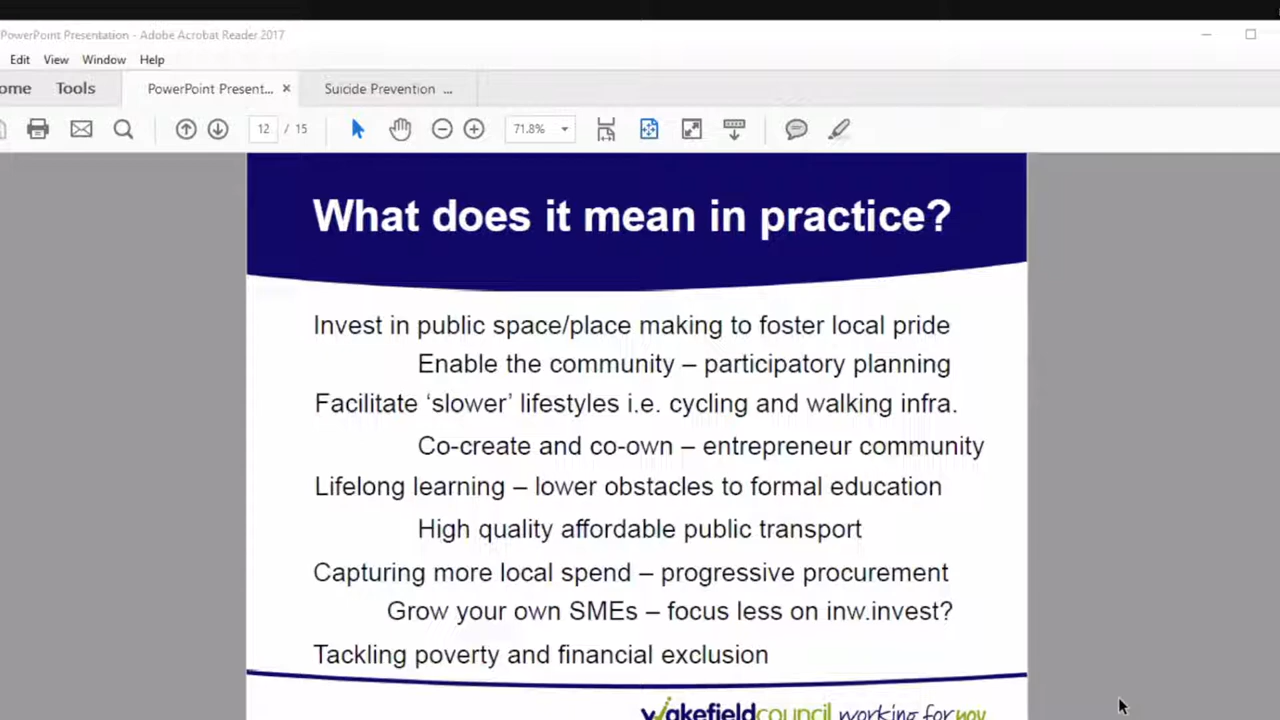 PowerPoint Presentation - Adobe Acrobat Reader 2017
Edit View Window Help
ome Tools PowerPoint Present... Suicide Prevention ...
12 / 15 71.8%
What does it mean in practice?
Invest in public space/place making to foster local pride
Enable the community – participatory planning
Facilitate ‘slower’ lifestyles i.e. cycling and walking infra.
Co-create and co-own – entrepreneur community
Lifelong learning – lower obstacles to formal education
High quality affordable public transport
Capturing more local spend – progressive procurement
Grow your own SMEs – focus less on inw.invest?
Tackling poverty and financial exclusion
wakefieldcouncil working for you